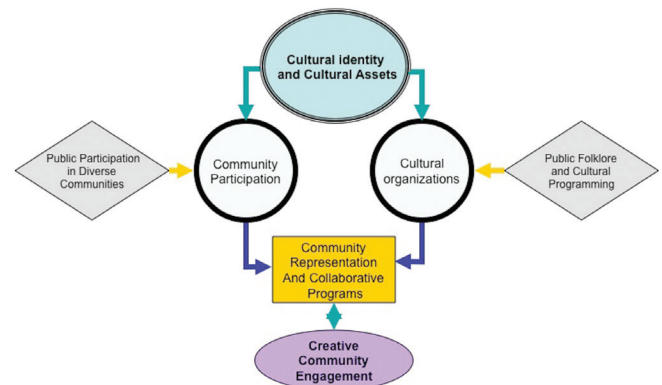 Cultural identity
and Cultural Assets
Public Participation
in Diverse
Communities
Community
Participation
Cultural
organizations
Public Folklore
and Cultural
Programming
Community
Representation
And Collaborative
Programs
Creative
Community
Engagement